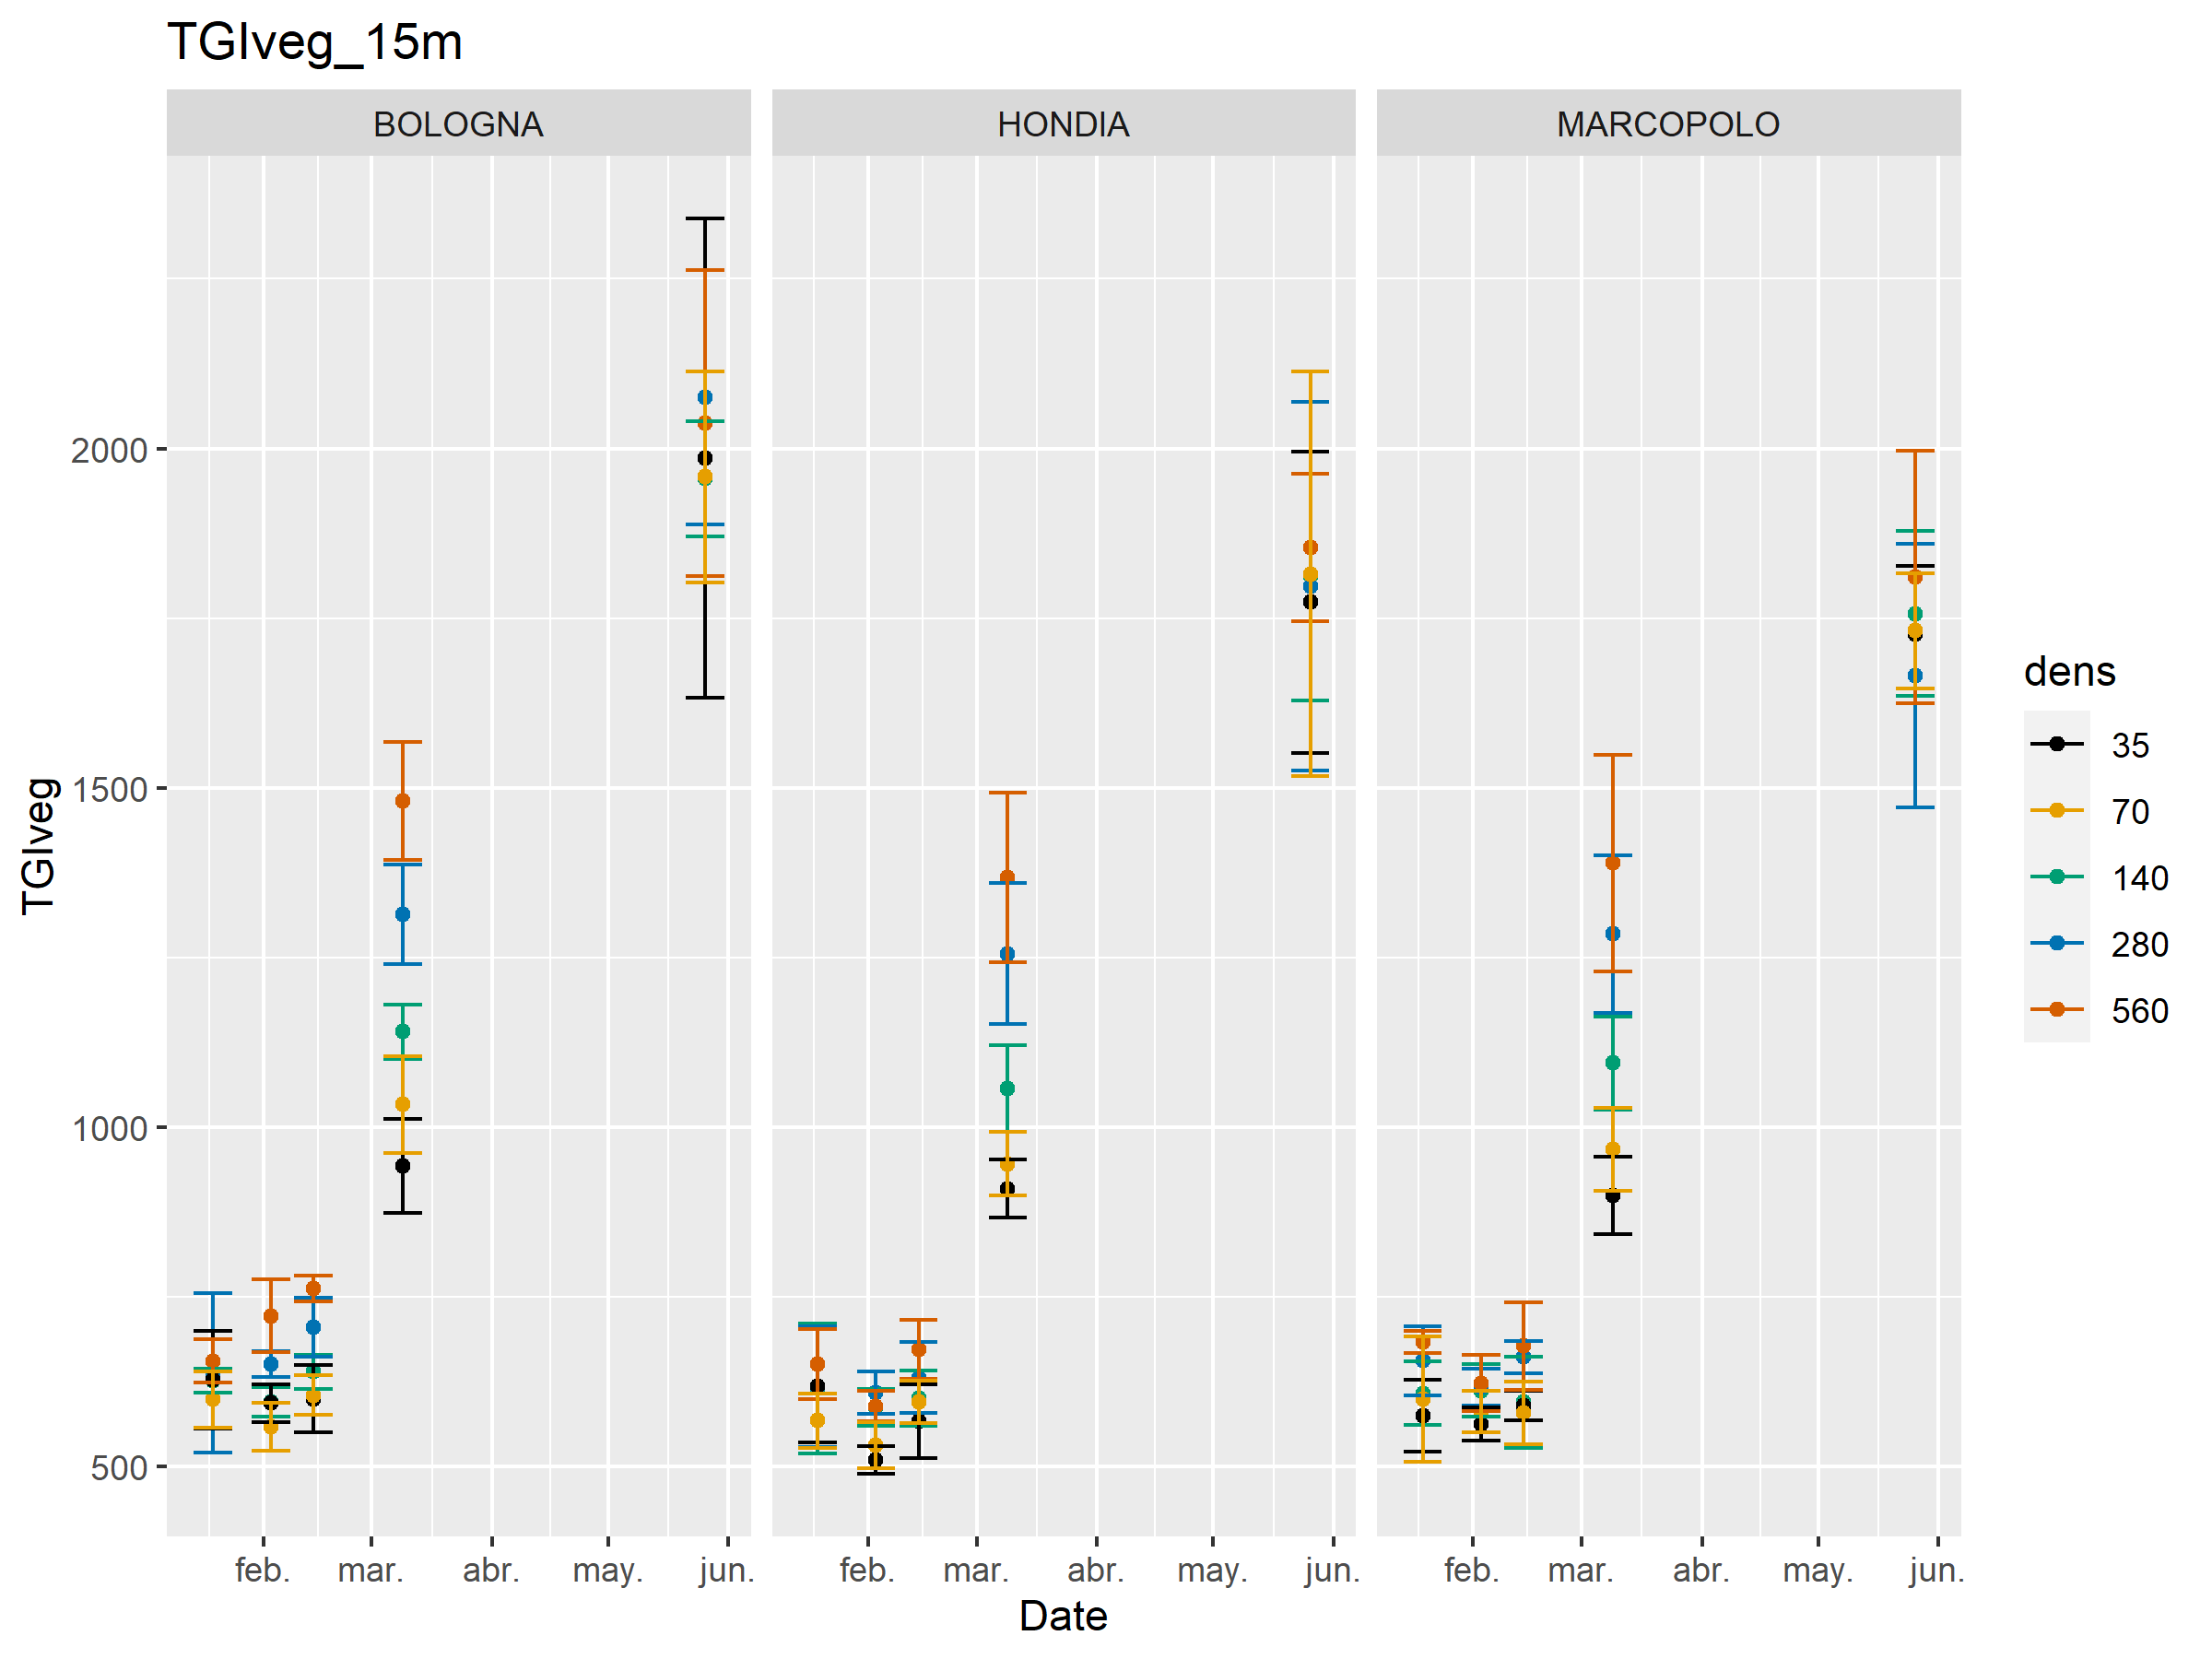 TGIveg_15m
BOLOGNA HONDIA MARCOPOLO
2000
1500
1000
500
TGIveg
feb. mar. abr. may. jun. feb. mar. abr. may. jun. feb. mar. abr. may. jun.
Date
dens
35
70
140
280
560